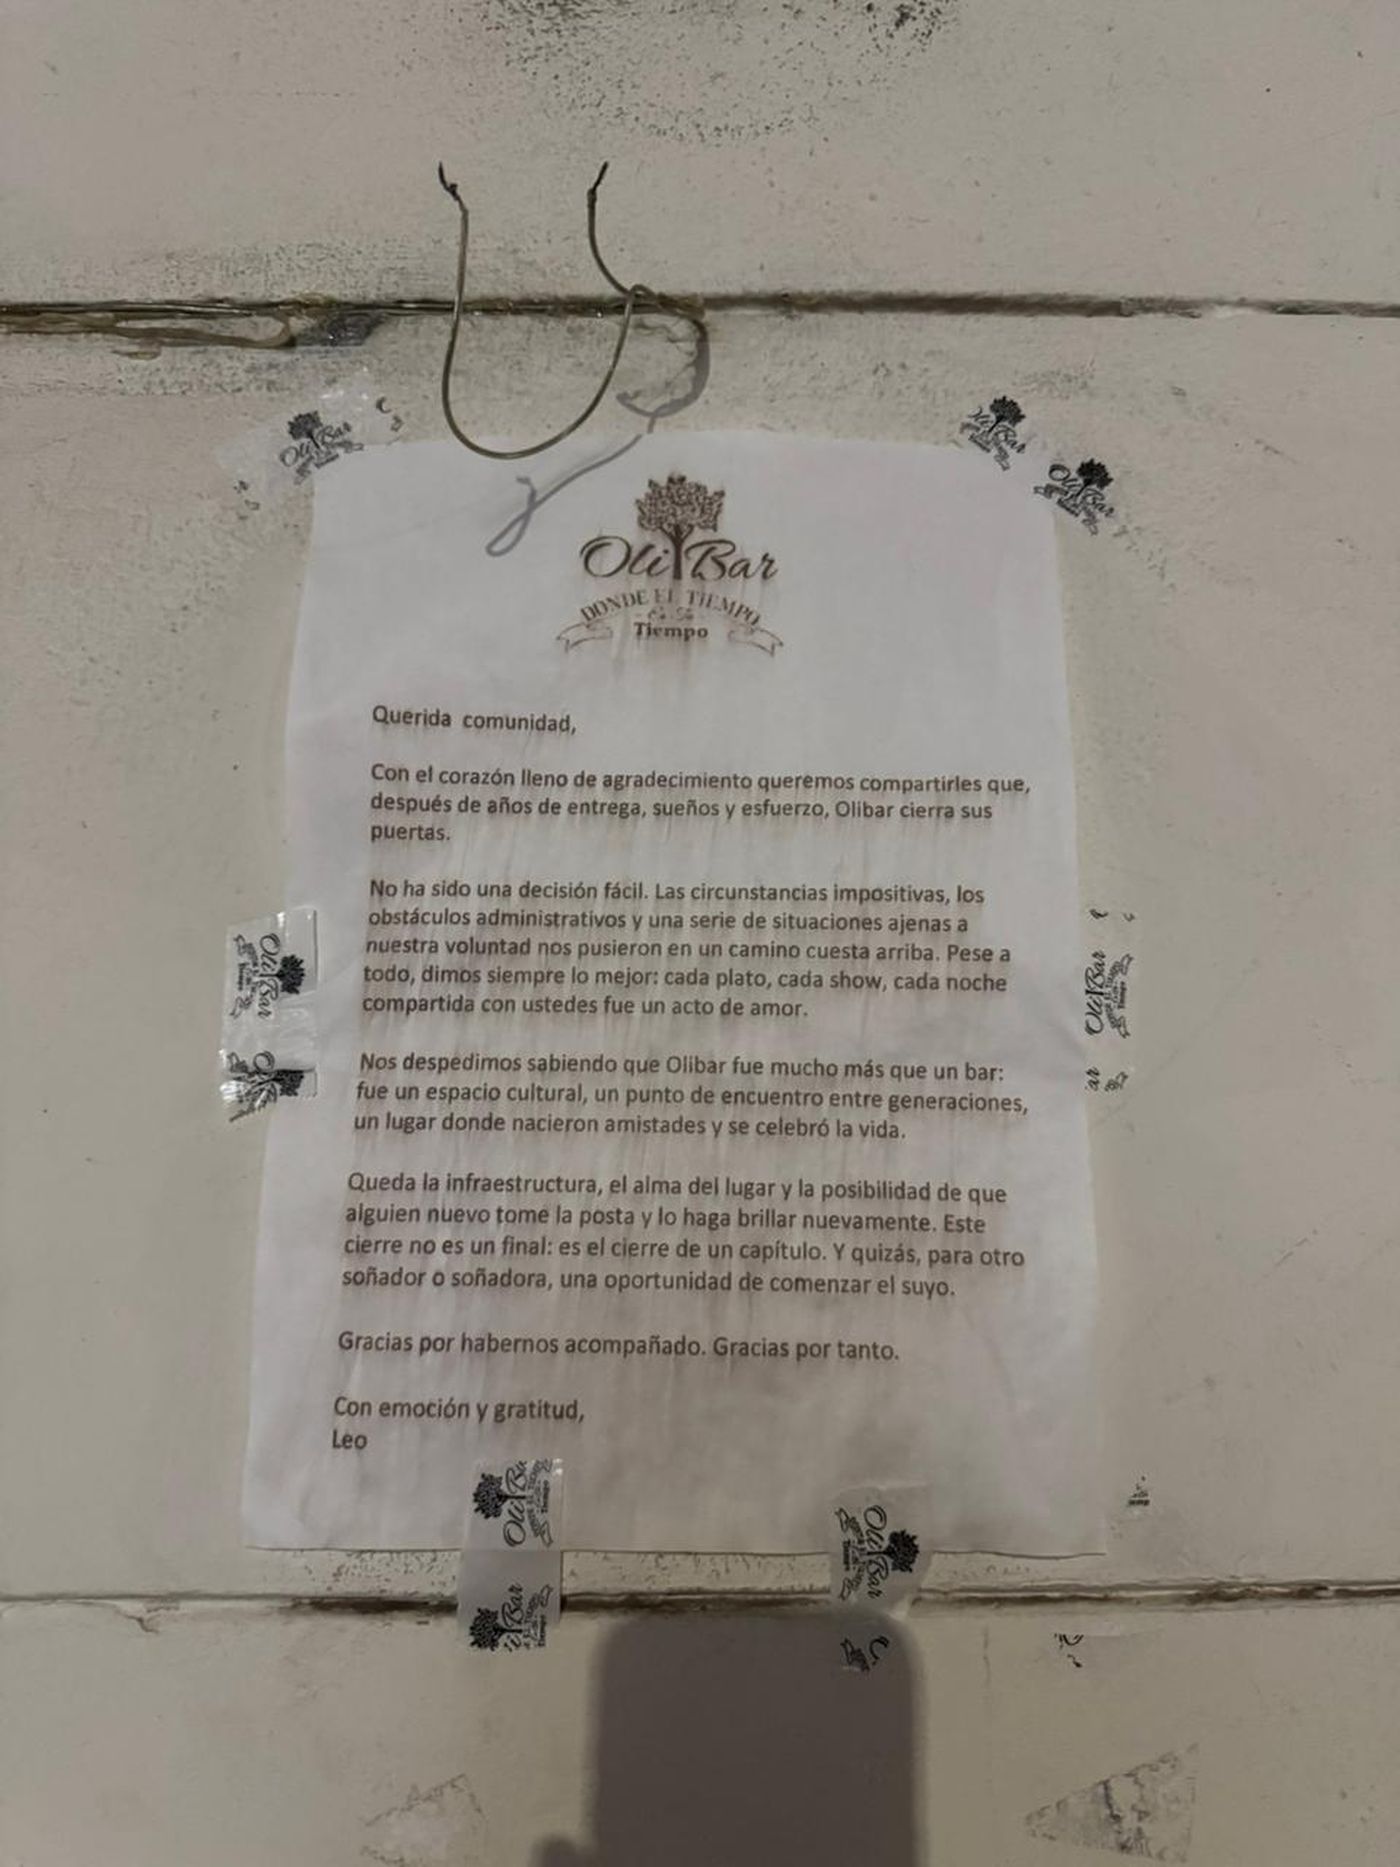 Oli Bar
DONDE EL TIEMPO
Tiempo
Querida comunidad,
Con el corazón lleno de agradecimiento queremos compartirles que,
después de años de entrega, sueños y esfuerzo, Olibar cierra sus
puertas.
No ha sido una decisión fácil. Las circunstancias impositivas, los
obstáculos administrativos y una serie de situaciones ajenas a
nuestra voluntad nos pusieron en un camino cuesta arriba. Pese a
todo, dimos siempre lo mejor: cada plato, cada show, cada noche
compartida con ustedes fue un acto de amor.
Nos despedimos sabiendo que Olibar fue mucho más que un bar:
fue un espacio cultural, un punto de encuentro entre generaciones,
un lugar donde nacieron amistades y se celebró la vida.
Queda la infraestructura, el alma del lugar y la posibilidad de que
alguien nuevo tome la posta y lo haga brillar nuevamente. Este
cierre no es un final: es el cierre de un capítulo. Y quizás, para otro
soñador o soñadora, una oportunidad de comenzar el suyo.
Gracias por habernos acompañado. Gracias por tanto.
Con emoción y gratitud,
Leo